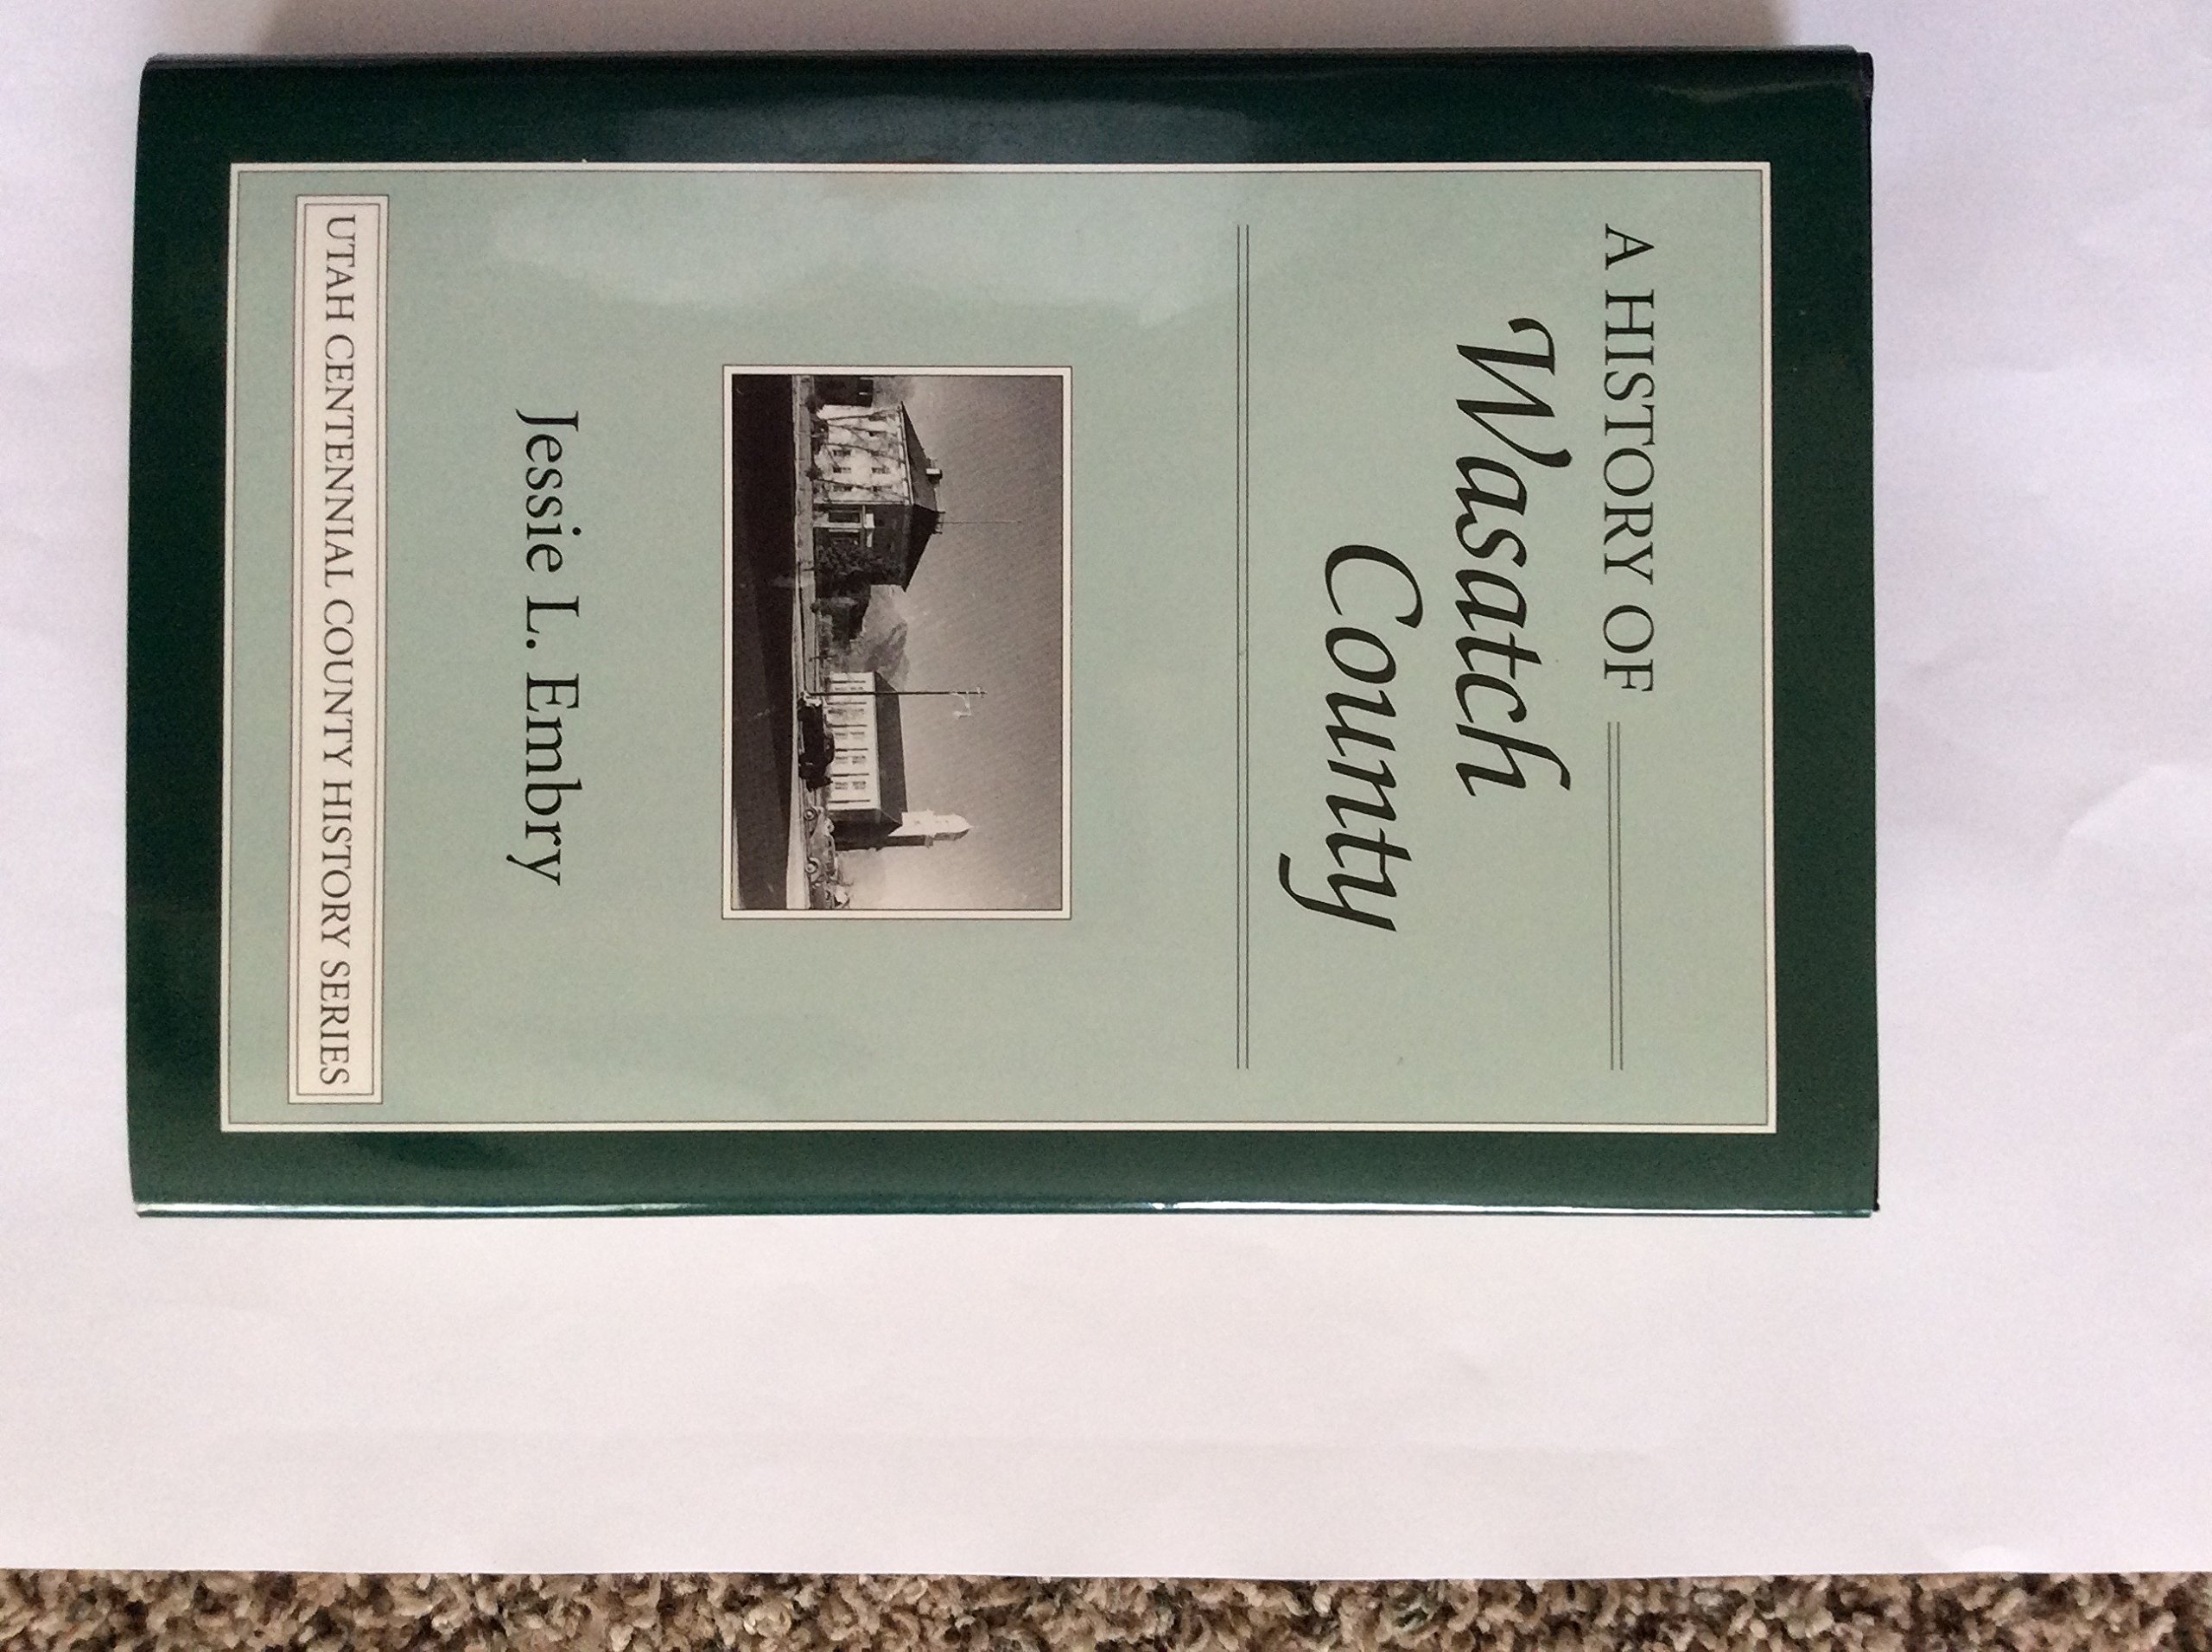 A HISTORY OF
Wasatch
County
Jessie L. Embry
UTAH CENTENNIAL COUNTY HISTORY SERIES